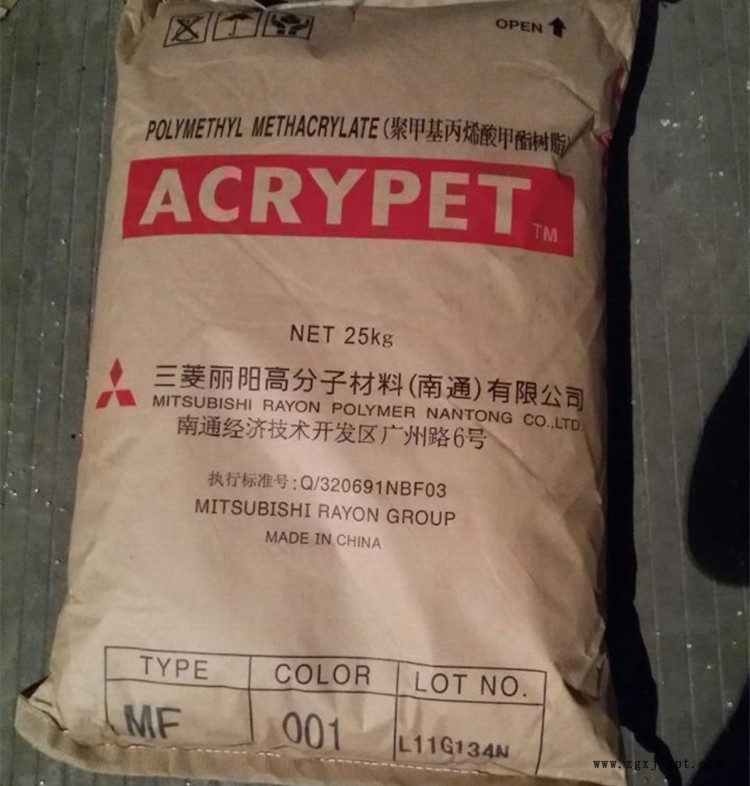 OPEN
POLYMETHYL METHACRYLATE(聚甲基丙烯酸甲酯树脂)
ACRYPET TM
NET 25kg
三菱丽阳高分子材料(南通)有限公司
MITSUBISHI RAYON POLYMER NANTONG CO.,LTD.
南通经济技术开发区广州路6号
执行标准号:Q/320691NBF03
MITSUBISHI RAYON GROUP
MADE IN CHINA
TYPE COLOR LOT NO.
MF 001 L11G134N